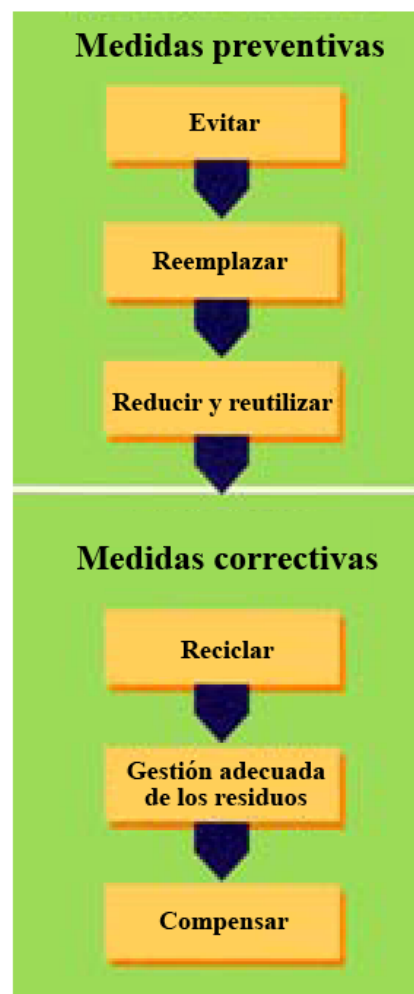 Medidas preventivas
Evitar
Reemplazar
Reducir y reutilizar
Medidas correctivas
Reciclar
Gestión adecuada
de los residuos
Compensar